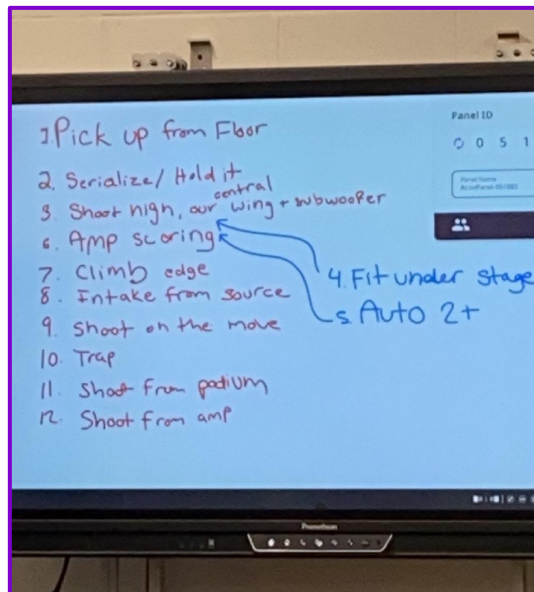 1. Pick up from Floor
2. Serialize/ Hold it
3. Shoot high, our central wing + subwoofer
4. Fit under stage
5. Auto 2+
6. Amp scoring
7. Climb edge
8. Intake from source
9. Shoot on the move
10. Trap
11. Shoot from podium
12. Shoot from amp
Panel ID
0 5 1
Panel Name
Promethean